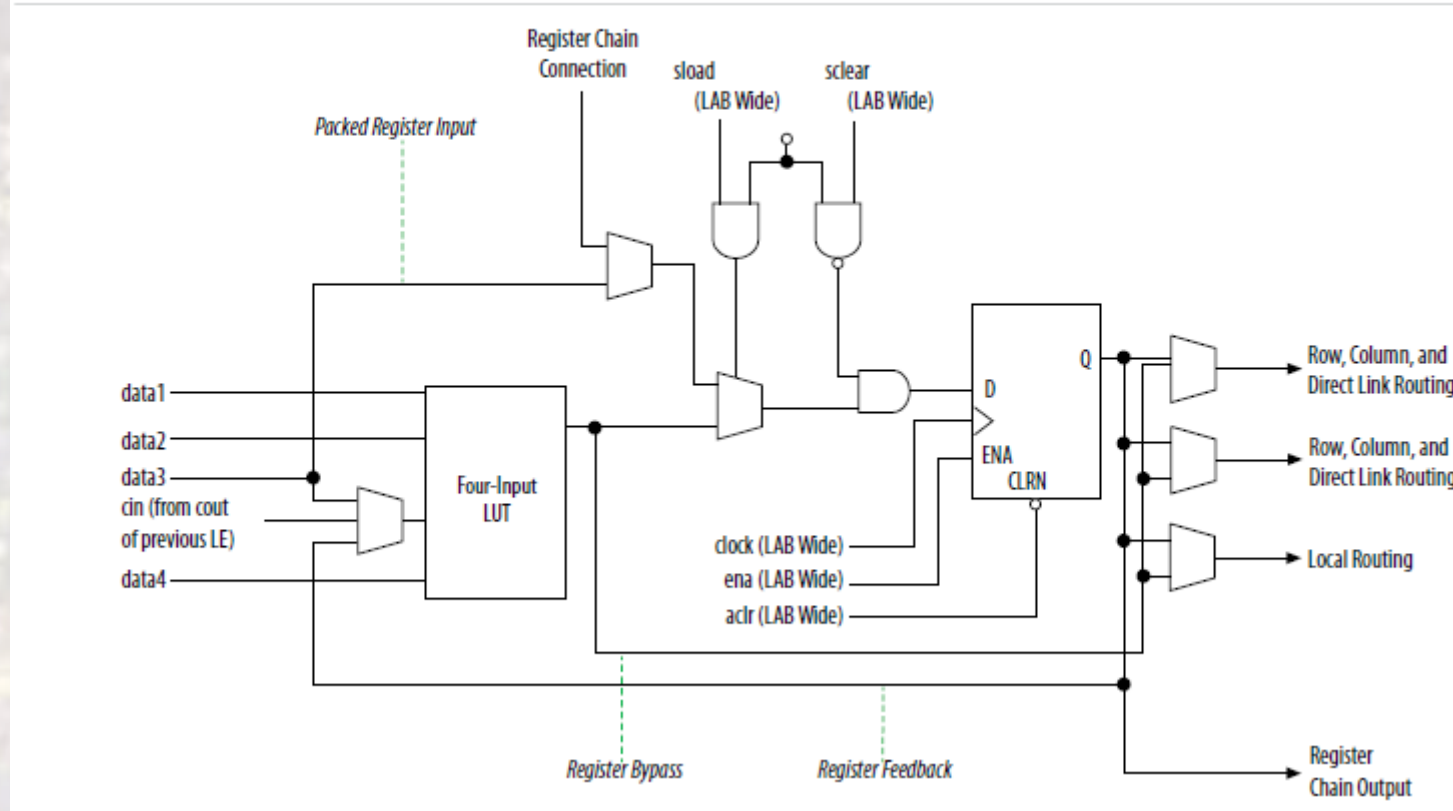 Register Chain
Connection
sload
(LAB Wide)
sclear
(LAB Wide)
Packed Register Input
data1
data2
data3
cin (from cout
of previous LE)
data4
Four-Input
LUT
D
Q
ENA
CLRN
clock (LAB Wide)
ena (LAB Wide)
aclr (LAB Wide)
Row, Column, and
Direct Link Routing
Row, Column, and
Direct Link Routing
Local Routing
Register Bypass
Register Feedback
Register
Chain Output